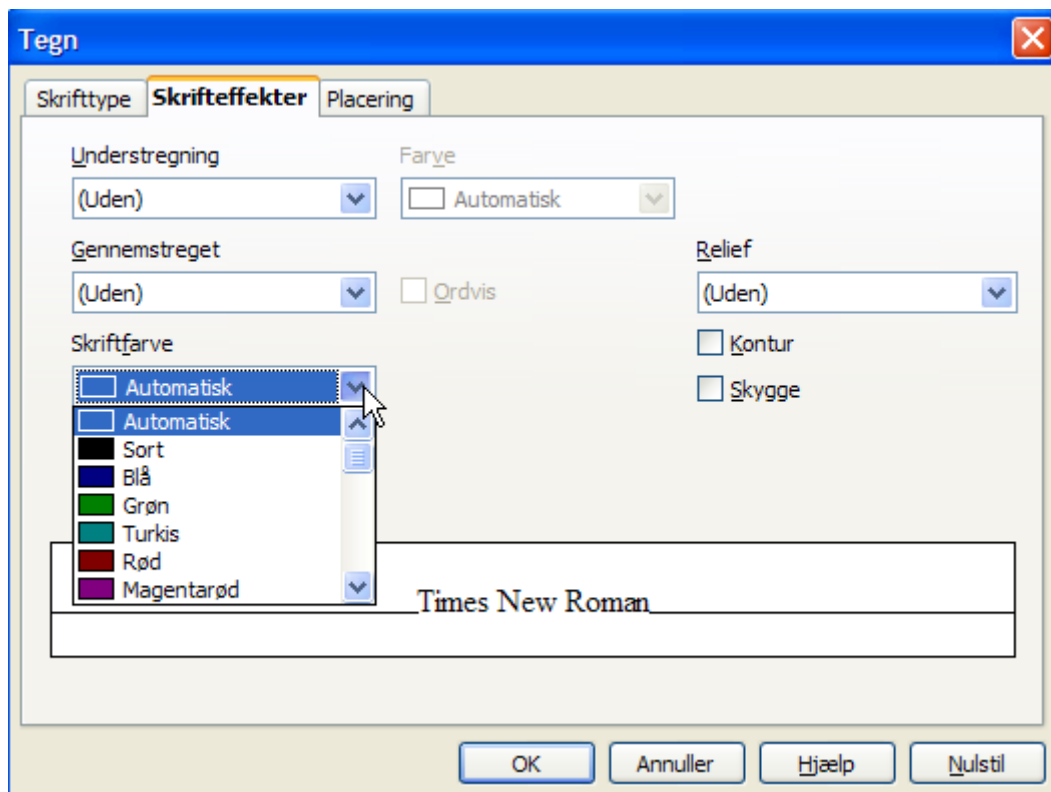 Tegn
Skrifttype Skrifteffekter Placering
Understregning Farve
(Uden) Automatisk
Gennemstreget Relief
(Uden) Ordvis (Uden)
Skriftfarve Kontur
Automatisk Skygge
Automatisk
Sort
Blå
Grøn
Turkis
Rød
Magentarød
Times New Roman
OK Annuller Hjælp Nulstil